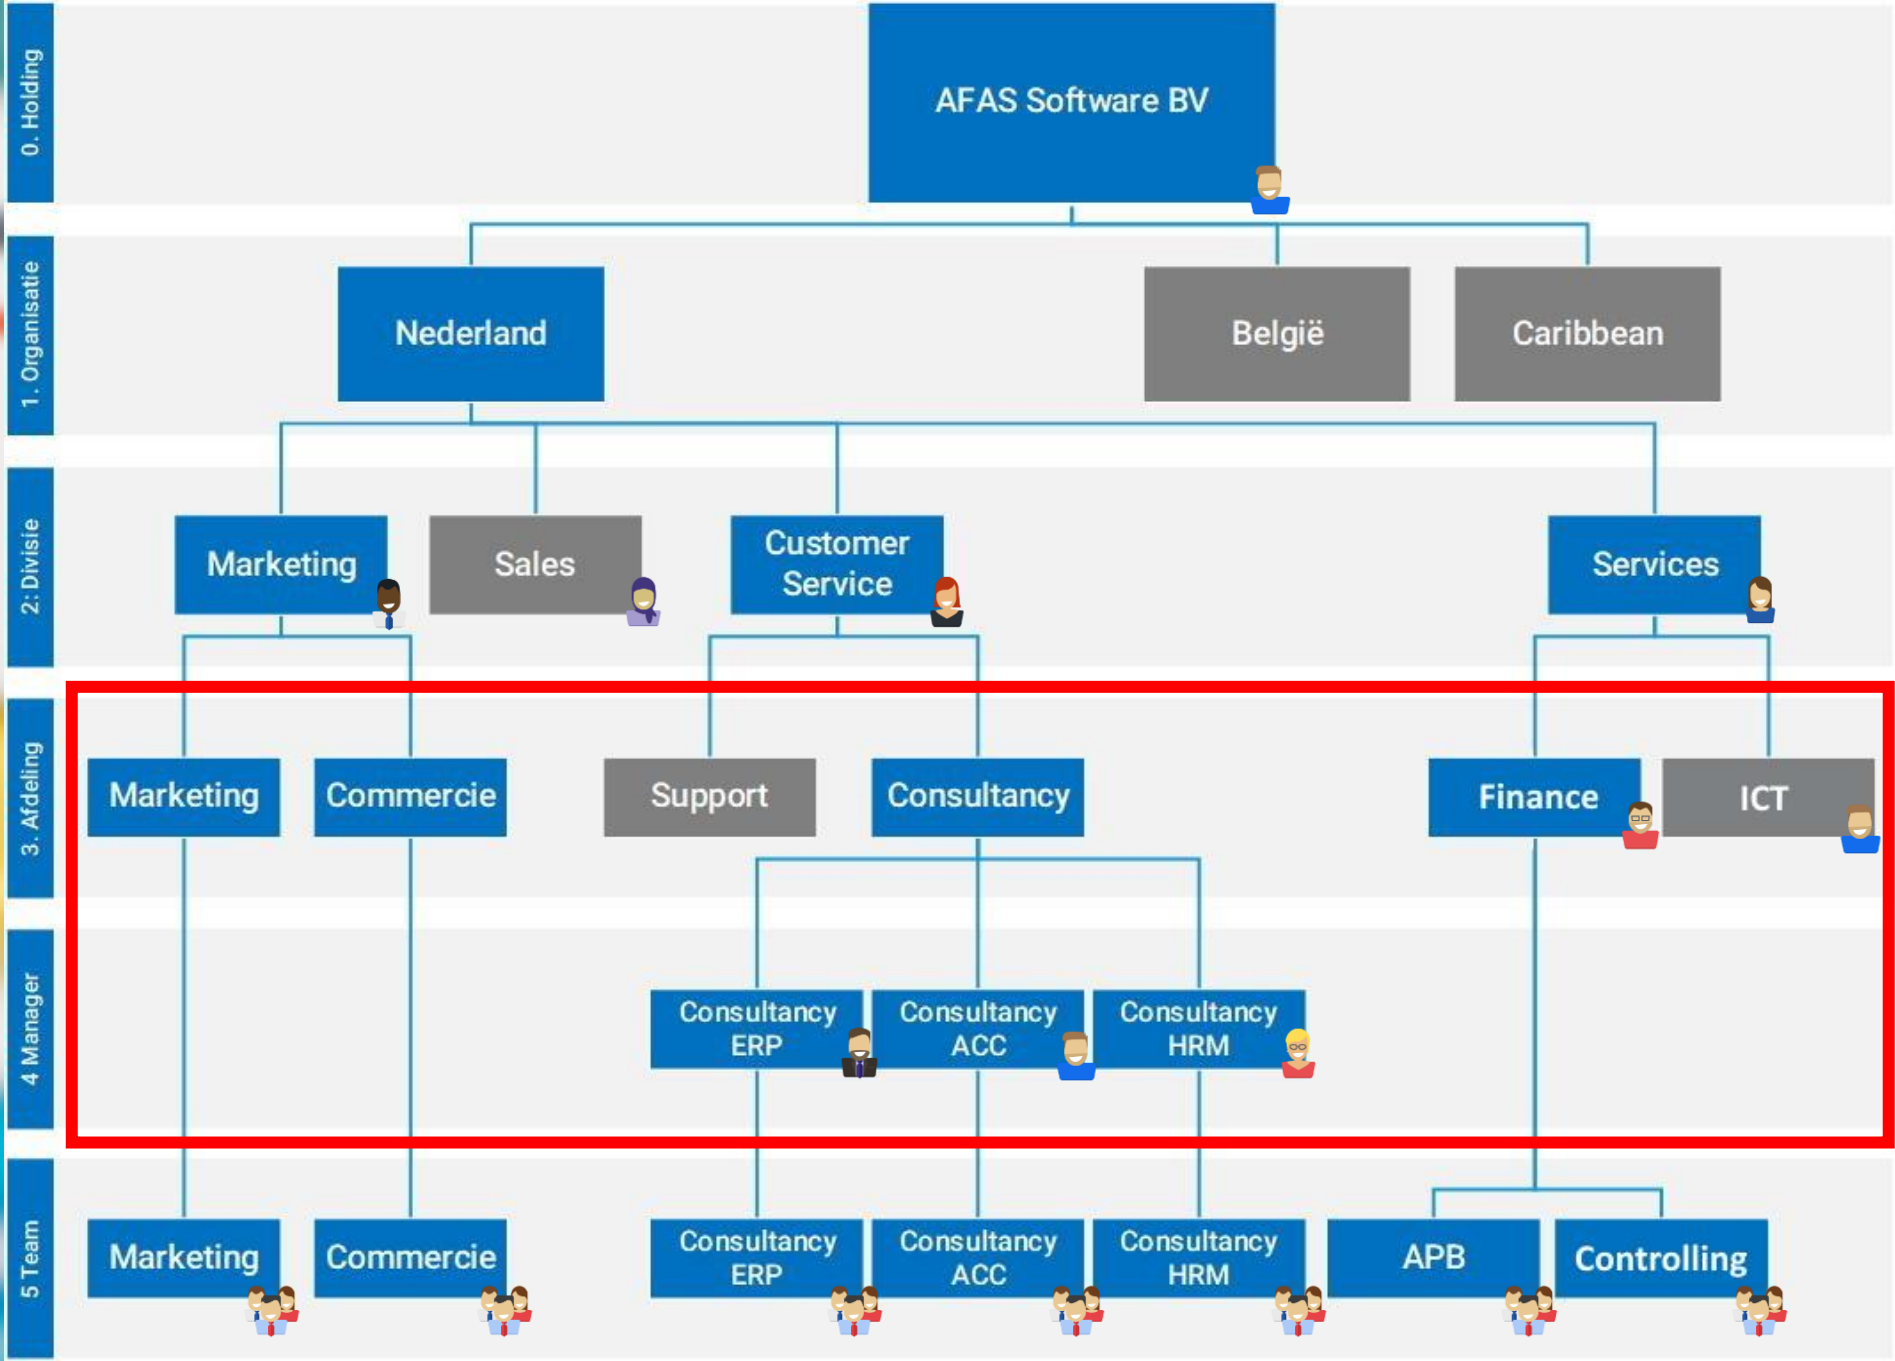 0. Holding
AFAS Software BV
1. Organisatie
Nederland
België
Caribbean
2: Divisie
Marketing
Sales
Customer
Service
Services
3. Afdeling
Marketing
Commercie
Support
Consultancy
Finance
ICT
4 Manager
Consultancy
ERP
Consultancy
ACC
Consultancy
HRM
5 Team
Marketing
Commercie
Consultancy
ERP
Consultancy
ACC
Consultancy
HRM
APB
Controlling